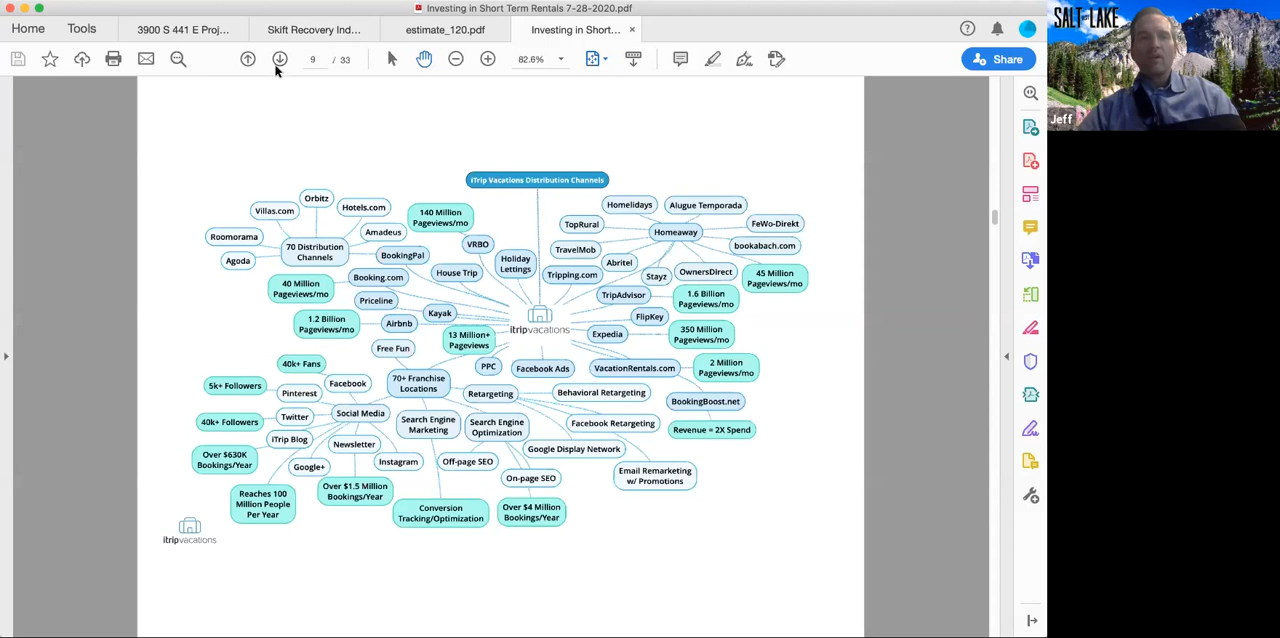 Investing in Short Term Rentals 7-28-2020.pdf
Home
Tools
3900 S 441 E Proj...
Skift Recovery Ind...
estimate_120.pdf
Investing in Short... ×
9 / 33
82.6%
Share
SALT LAKE
Jeff
iTrip Vacations Distribution Channels
Orbitz
Villas.com
Hotels.com
Roomorama
Amadeus
70 Distribution
Channels
Agoda
BookingPal
140 Million
Pageviews/mo
VRBO
House Trip
Holiday
Lettings
Booking.com
40 Million
Pageviews/mo
Priceline
Kayak
1.2 Billion
Pageviews/mo
Airbnb
13 Million+
Pageviews
Free Fun
Homelidays
Alugue Temporada
TopRural
Homeaway
FeWo-Direkt
TravelMob
bookabach.com
Abritel
Tripping.com
Stayz
OwnersDirect
45 Million
Pageviews/mo
TripAdvisor
1.6 Billion
Pageviews/mo
FlipKey
Expedia
350 Million
Pageviews/mo
itripvacations
PPC
Facebook Ads
VacationRentals.com
2 Million
Pageviews/mo
BookingBoost.net
Revenue = 2X Spend
40k+ Fans
5k+ Followers
Facebook
Pinterest
70+ Franchise
Locations
Retargeting
Behavioral Retargeting
40k+ Followers
Twitter
Social Media
Search Engine
Marketing
Search Engine
Optimization
Facebook Retargeting
iTrip Blog
Newsletter
Google Display Network
Over $630K
Bookings/Year
Google+
Instagram
Off-page SEO
On-page SEO
Email Remarketing
w/ Promotions
Reaches 100
Million People
Per Year
Over $1.5 Million
Bookings/Year
Conversion
Tracking/Optimization
Over $4 Million
Bookings/Year
itripvacations